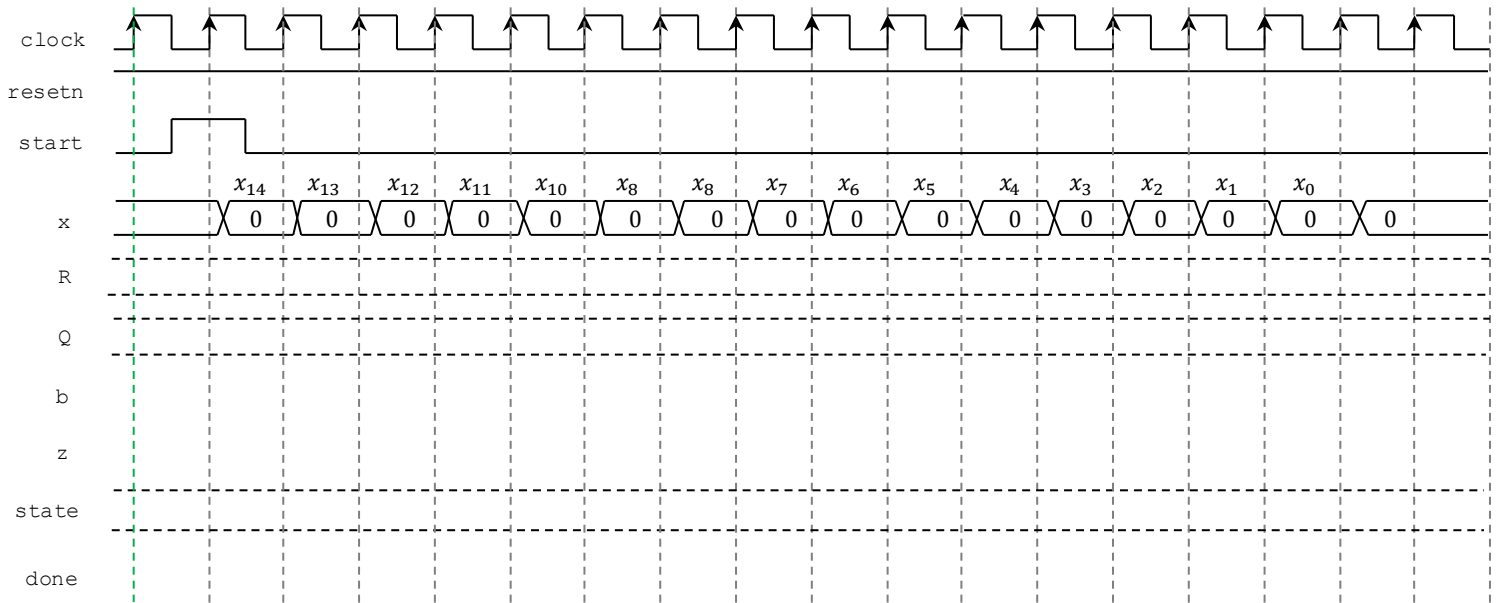 clock
resetn
start
x₁₄ x₁₃ x₁₂ x₁₁ x₁₀ x₈ x₈ x₇ x₆ x₅ x₄ x₃ x₂ x₁ x₀
x 0 0 0 0 0 0 0 0 0 0 0 0 0 0 0 0
R
Q
b
z
state
done